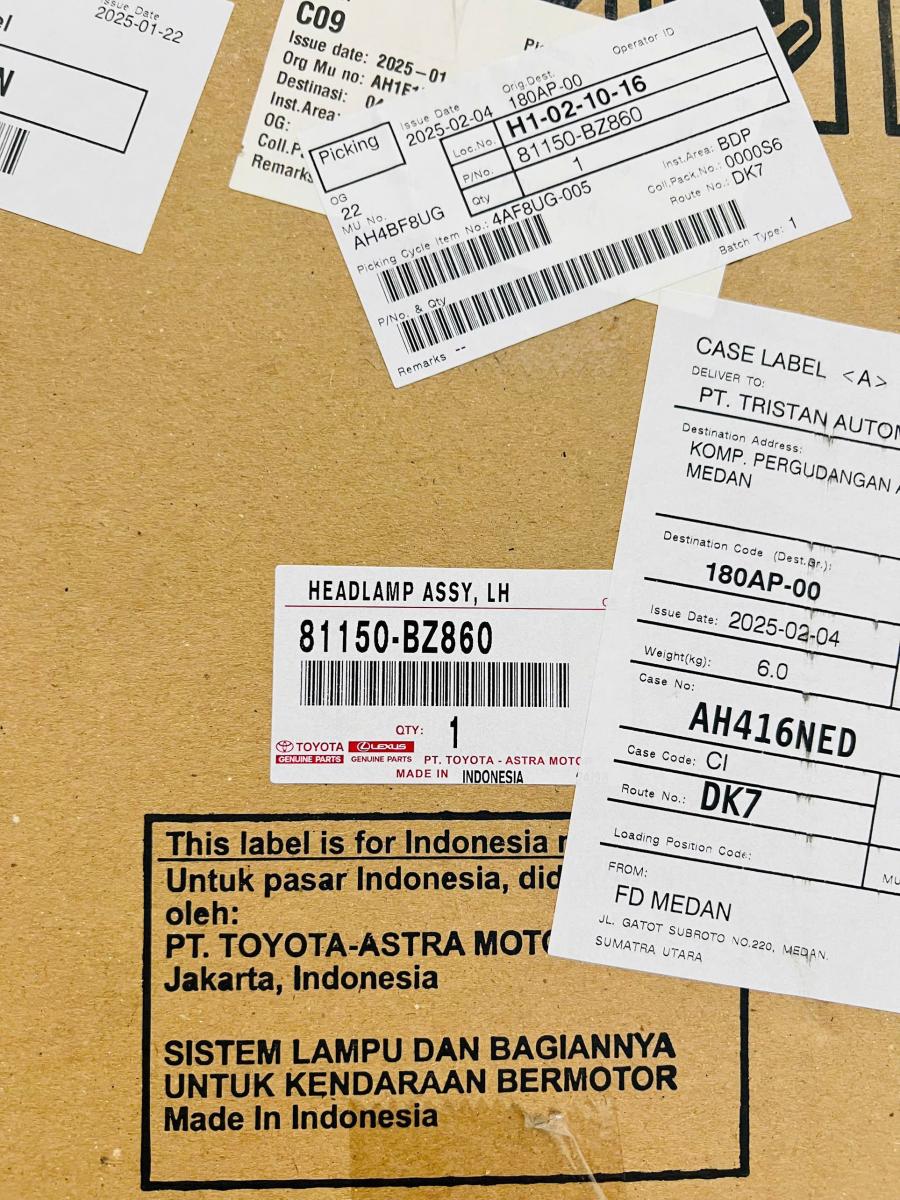 Issue Date
2025-01-22
C09
Issue date: 2025-01
Org Mu no:
Destinasi:
Inst.Area:
OG:
Remarks
Picking
Issue Date
2025-02-04
Orig.Dest.
180AP-00
Operator ID
Loc.No. H1-02-10-16
P/No. 81150-BZ860
Qty 1
OG
22
MU No.
AH4BF8UG
Inst.Area: BDP
Coll.Pack.No.: 0000S6
Route No.: DK7
Picking Cycle Item No.: 4AF8UG-005
P/No. & Qty
Batch Type: 1
Remarks --
CASE LABEL <A>
DELIVER TO:
PT. TRISTAN
Destination Address:
KOMP. PERGUDANGAN
MEDAN
Destination Code (Dest.Br.):
180AP-00
Issue Date: 2025-02-04
Weight(kg): 6.0
Case No:
AH416NED
Case Code: CI
Route No.: DK7
Loading Position Code:
MU
FROM:
FD MEDAN
JL. GATOT SUBROTO NO.220, MEDAN.
SUMATRA UTARA
HEADLAMP ASSY, LH
81150-BZ860
QTY: 1
TOYOTA LEXUS
GENUINE PARTS GENUINE PARTS PT. TOYOTA - ASTRA
MADE IN INDONESIA
This label is for Indonesia
Untuk pasar Indonesia,
oleh:
PT. TOYOTA-ASTRA
Jakarta, Indonesia
SISTEM LAMPU DAN BAGIANNYA
UNTUK KENDARAAN BERMOTOR
Made In Indonesia